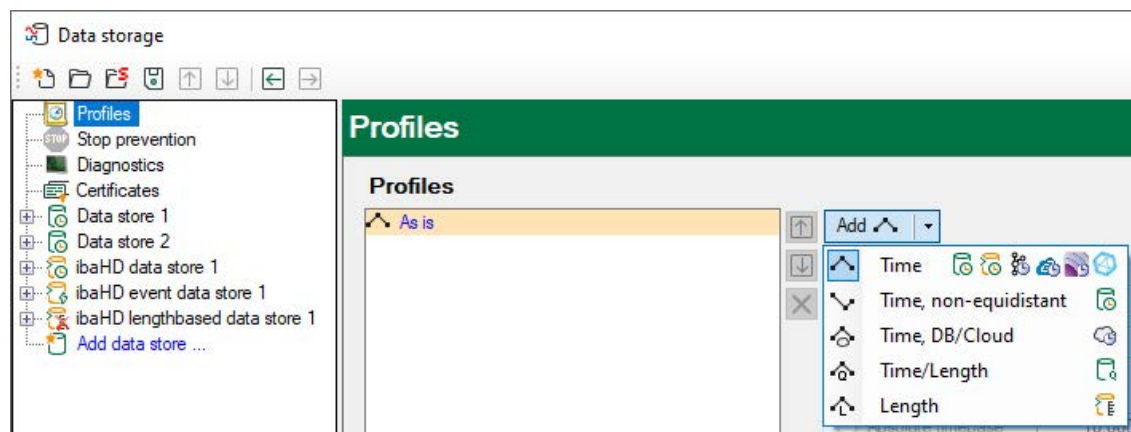 Data storage
Profiles
Stop prevention
Diagnostics
Certificates
Data store 1
Data store 2
ibaHD data store 1
ibaHD event data store 1
ibaHD lengthbased data store 1
Add data store ...
Profiles
Profiles
As is
Add
Time
Time, non-equidistant
Time, DB/Cloud
Time/Length
Length